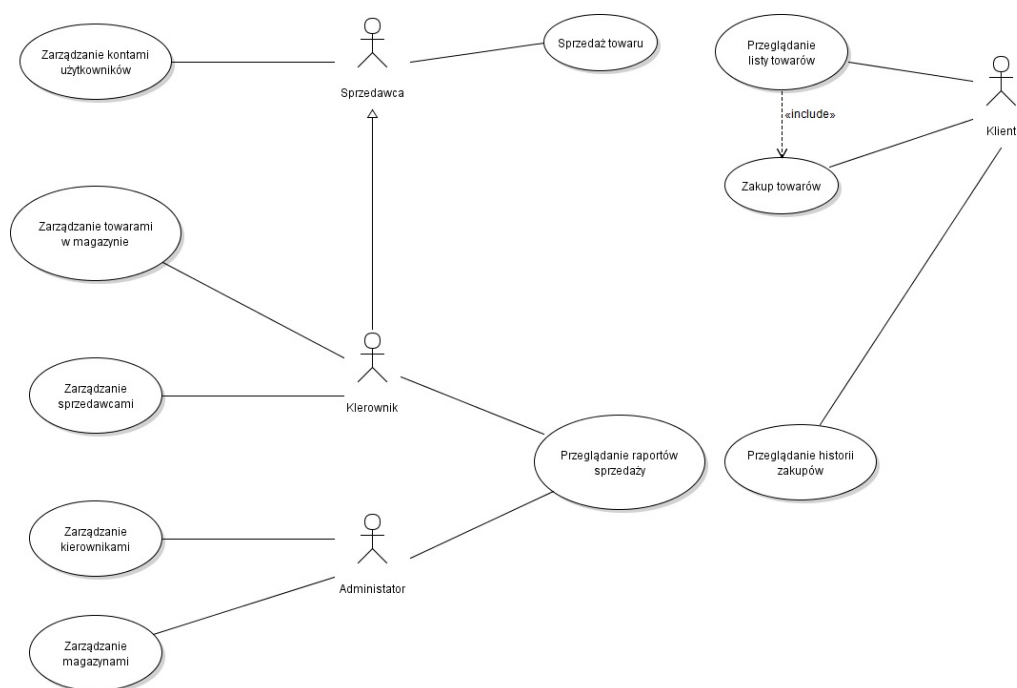 Zarządzanie kontami
użytkowników
Sprzedawca
Sprzedaż towaru
Przeglądanie
listy towarów
«include»
Klient
Zakup towarów
Zarządzanie towarami
w magazynie
Zarządzanie
sprzedawcami
Kierownik
Przeglądanie raportów
sprzedaży
Przeglądanie historii
zakupów
Zarządzanie
kierownikami
Administator
Zarządzanie
magazynami